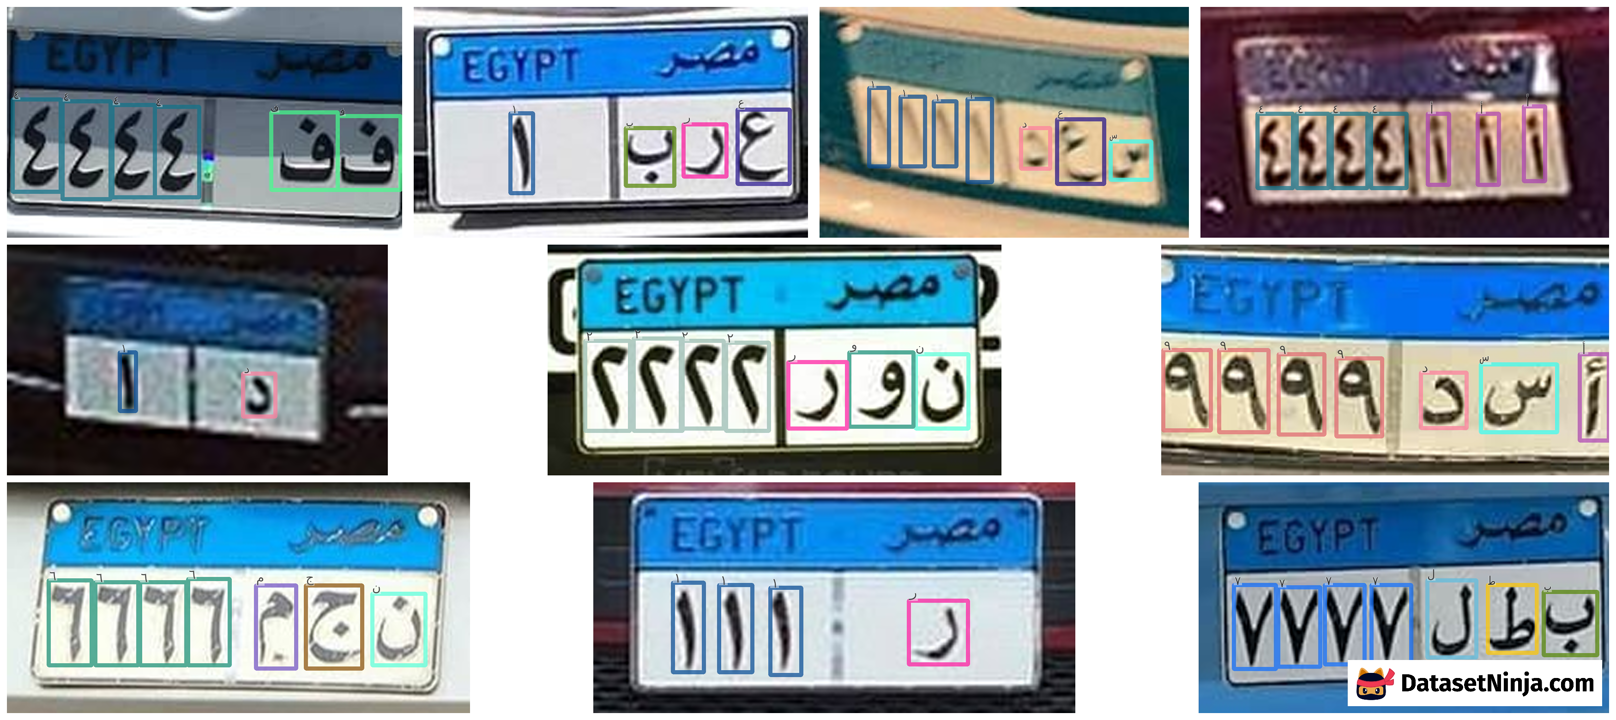 EGYPT مصر
٤٤٤٤ ف ف
EGYPT مصر
١ ع ر ب
مصر
١١١١ س ع د
٤٤٤٤ أ أ أ
١ د
EGYPT مصر
٢٢٢٢ ن و ر
EGYPT مصر
٩٩٩٩ أ س د
EGYPT مصر
٦٦٦٦ ن ج م
EGYPT مصر
١١١ ر
EGYPT مصر
٧٧٧٧ ب ط ل
DatasetNinja.com